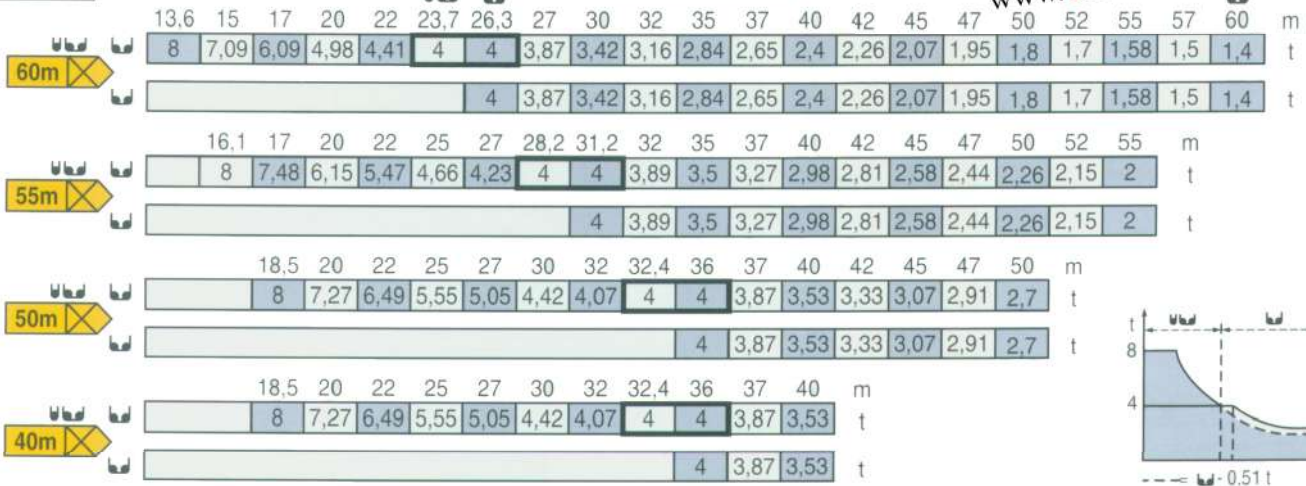 13,6 15 17 20 22 23,7 26,3 27 30 32 35 37 40 42 45 47 50 52 55 57 60 m
60m 8 7,09 6,09 4,98 4,41 4 4 3,87 3,42 3,16 2,84 2,65 2,4 2,26 2,07 1,95 1,8 1,7 1,58 1,5 1,4 t
4 3,87 3,42 3,16 2,84 2,65 2,4 2,26 2,07 1,95 1,8 1,7 1,58 1,5 1,4 t
16,1 17 20 22 25 27 28,2 31,2 32 35 37 40 42 45 47 50 52 55 m
55m 8 7,48 6,15 5,47 4,66 4,23 4 4 3,89 3,5 3,27 2,98 2,81 2,58 2,44 2,26 2,15 2 t
4 3,89 3,5 3,27 2,98 2,81 2,58 2,44 2,26 2,15 2 t
18,5 20 22 25 27 30 32 32,4 36 37 40 42 45 47 50 m
50m 8 7,27 6,49 5,55 5,05 4,42 4,07 4 4 3,87 3,53 3,33 3,07 2,91 2,7 t
4 3,87 3,53 3,33 3,07 2,91 2,7 t
18,5 20 22 25 27 30 32 32,4 36 37 40 m
40m 8 7,27 6,49 5,55 5,05 4,42 4,07 4 4 3,87 3,53 t
4 3,87 3,53 t
t
8
4
- 0,51 t